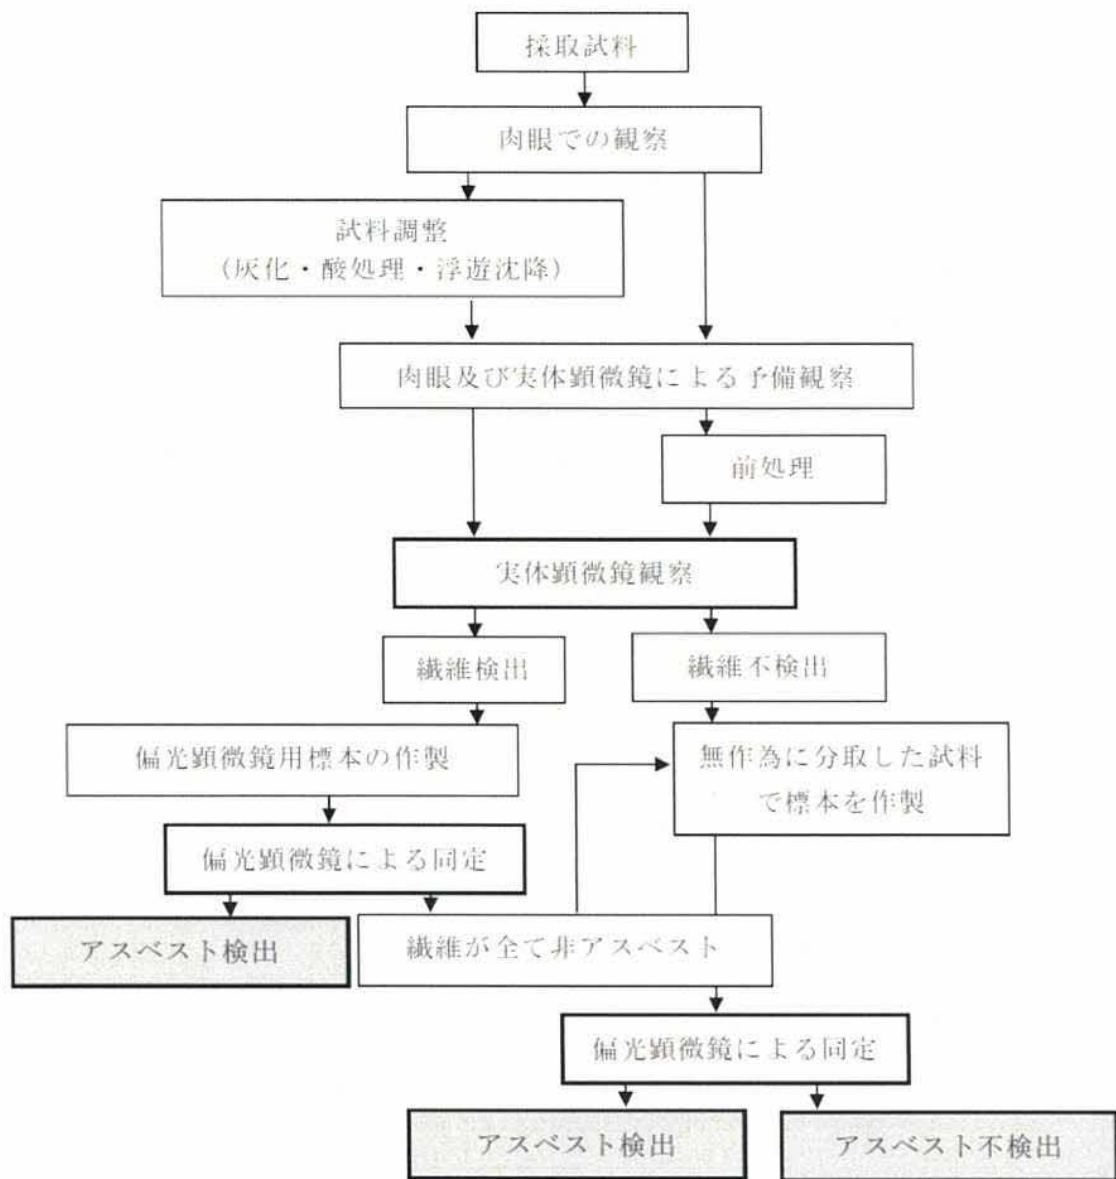 採取試料
肉眼での観察
試料調整
(灰化・酸処理・浮遊沈降)
肉眼及び実体顕微鏡による予備観察
前処理
実体顕微鏡観察
繊維検出
繊維不検出
偏光顕微鏡用標本の作製
無作為に分取した試料
で標本を作製
偏光顕微鏡による同定
アスベスト検出
繊維が全て非アスベスト
偏光顕微鏡による同定
アスベスト検出
アスベスト不検出